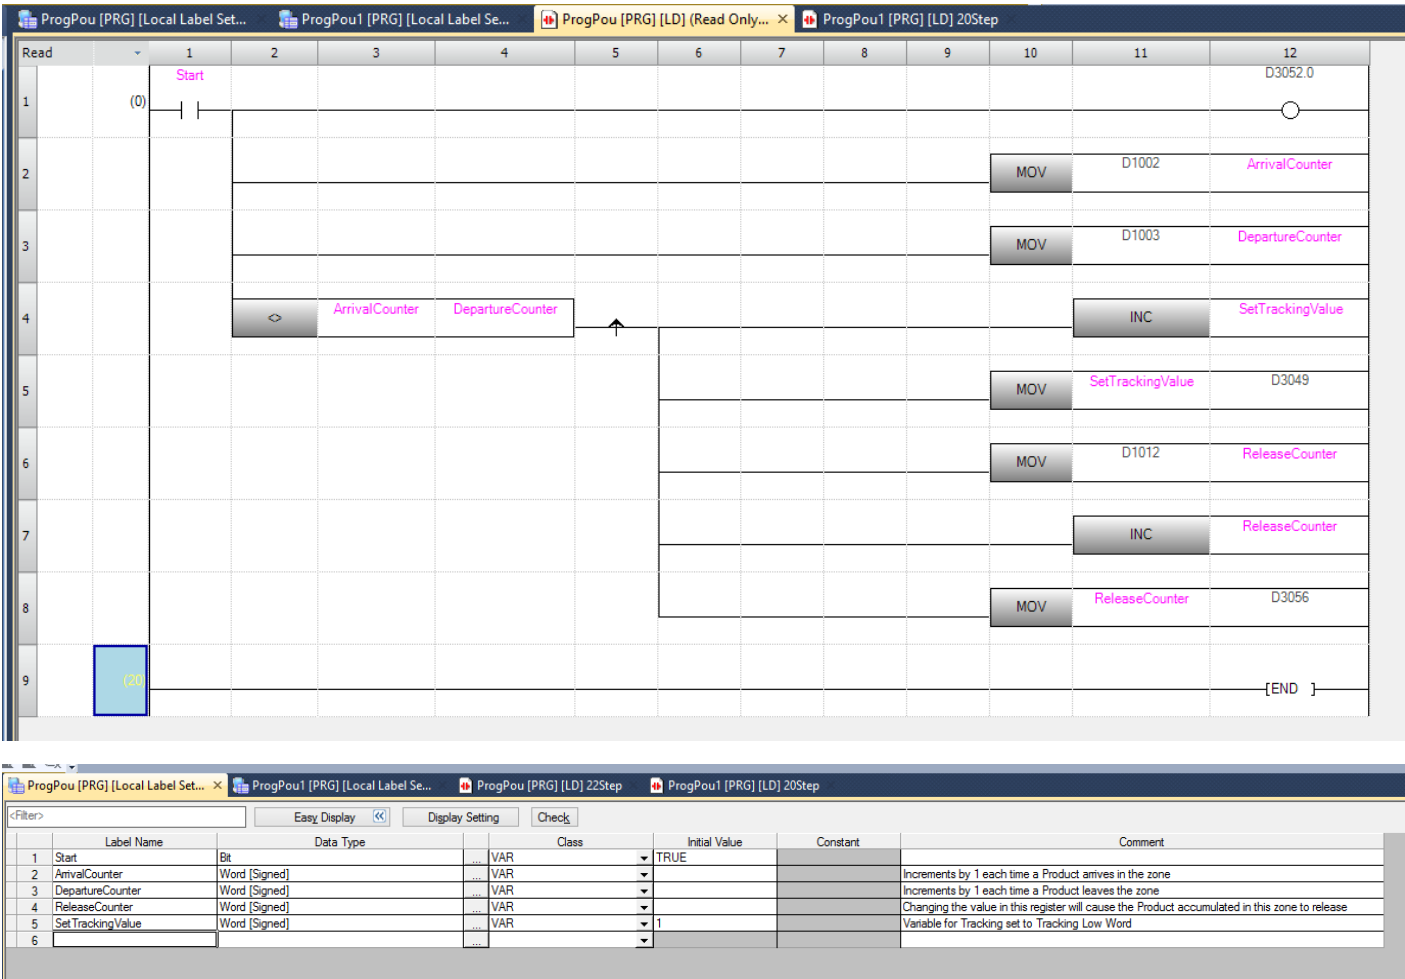 ProgPou [PRG] [Local Label Set... ProgPou1 [PRG] [Local Label Se... ProgPou [PRG] [LD] (Read Only... × ProgPou1 [PRG] [LD] 20Step
Read 1 2 3 4 5 6 7 8 9 10 11 12
Start D3052.0
1 (0)
2 MOV D1002 ArrivalCounter
3 MOV D1003 DepartureCounter
4 <> ArrivalCounter DepartureCounter INC SetTrackingValue
5 MOV SetTrackingValue D3049
6 MOV D1012 ReleaseCounter
7 INC ReleaseCounter
8 MOV ReleaseCounter D3056
9 (20) [END ]
ProgPou [PRG] [Local Label Set... × ProgPou1 [PRG] [Local Label Se... ProgPou [PRG] [LD] 22Step ProgPou1 [PRG] [LD] 20Step
<Filter> Easy Display Display Setting Check
Label Name Data Type Class Initial Value Constant Comment
1 Start Bit ... VAR TRUE
2 ArrivalCounter Word [Signed] ... VAR Increments by 1 each time a Product arrives in the zone
3 DepartureCounter Word [Signed] ... VAR Increments by 1 each time a Product leaves the zone
4 ReleaseCounter Word [Signed] ... VAR Changing the value in this register will cause the Product accumulated in this zone to release
5 SetTrackingValue Word [Signed] ... VAR 1 Variable for Tracking set to Tracking Low Word
6 ...